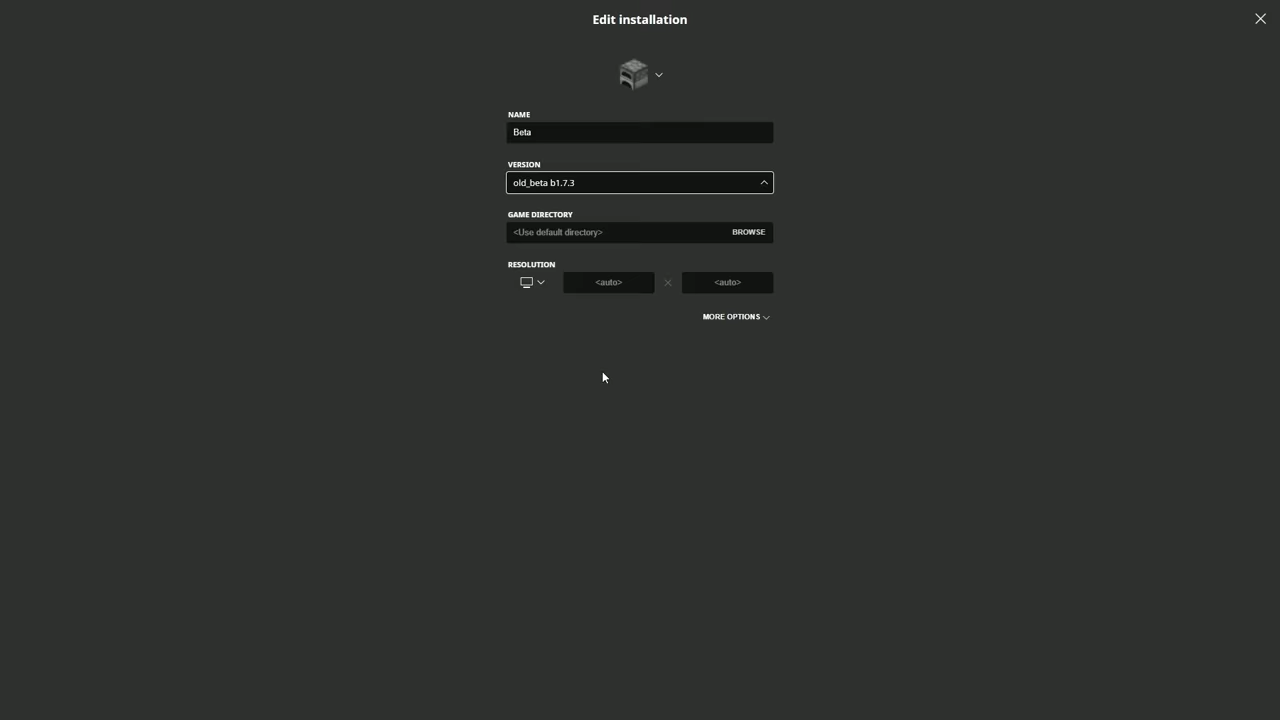 Edit installation
NAME
Beta
VERSION
old_beta b1.7.3
GAME DIRECTORY
<Use default directory> BROWSE
RESOLUTION
<auto> <auto>
MORE OPTIONS